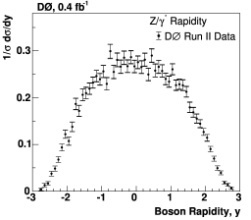 DØ, 0.4 fb⁻¹
Z/γ* Rapidity
DØ Run II Data
1/σ dσ/dy
0.3
0.2
0.1
0
-3 -2 -1 0 1 2 3
Boson Rapidity, y